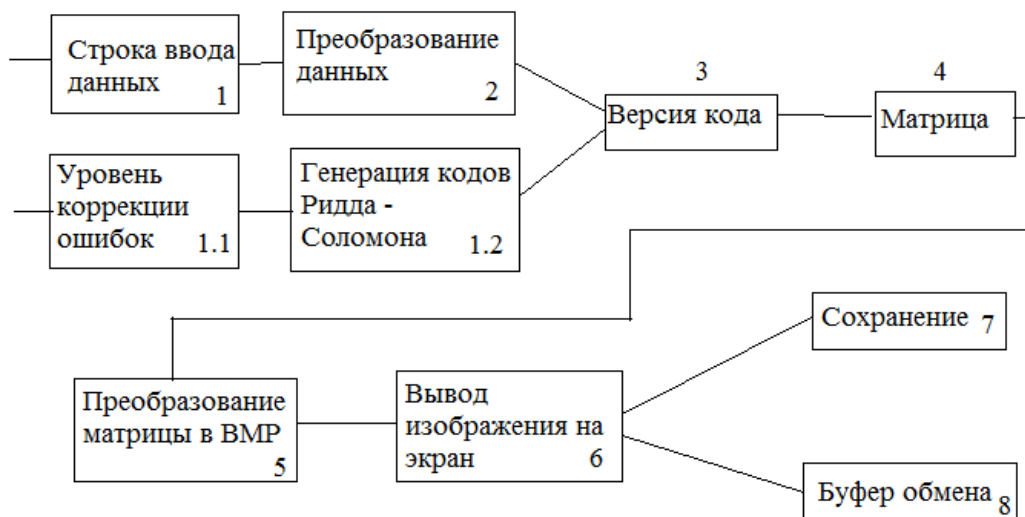 Строка ввода
данных
1
Преобразование
данных
2
3
Версия кода
4
Матрица
Уровень
коррекции
ошибок
1.1
Генерация кодов
Ридда -
Соломона
1.2
Преобразование
матрицы в BMP
5
Вывод
изображения на
экран
6
Сохранение 7
Буфер обмена 8